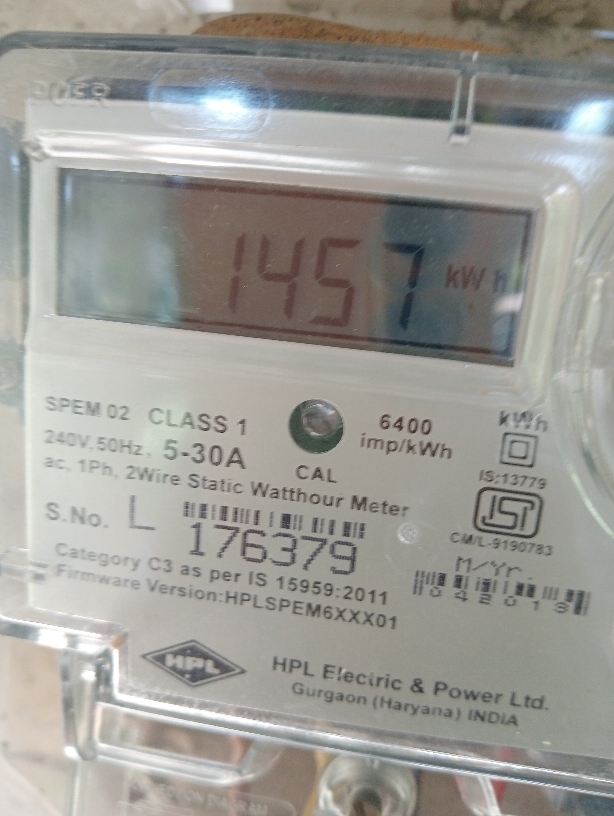 1457 kWh
SPEM 02 CLASS 1
240V, 50Hz, 5-30A
ac, 1Ph, 2Wire Static Watthour Meter
CAL
6400
imp/kWh
kWh
IS:13779
ISI
CM/L-9190783
S.No. L 176379
M/Yr.
042018
Category C3 as per IS 15959:2011
Firmware Version:HPLSPEM6XXX01
HPL
HPL Electric & Power Ltd.
Gurgaon (Haryana) INDIA